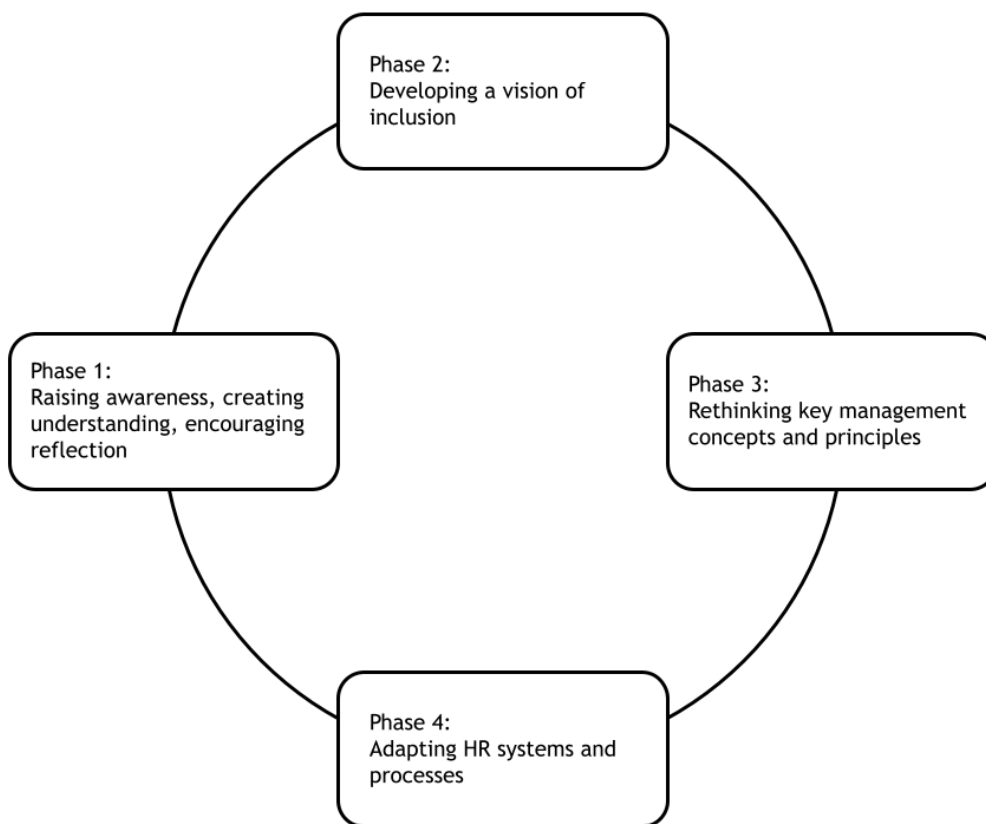 Phase 2:
Developing a vision of
inclusion
Phase 1:
Raising awareness, creating
understanding, encouraging
reflection
Phase 3:
Rethinking key management
concepts and principles
Phase 4:
Adapting HR systems and
processes